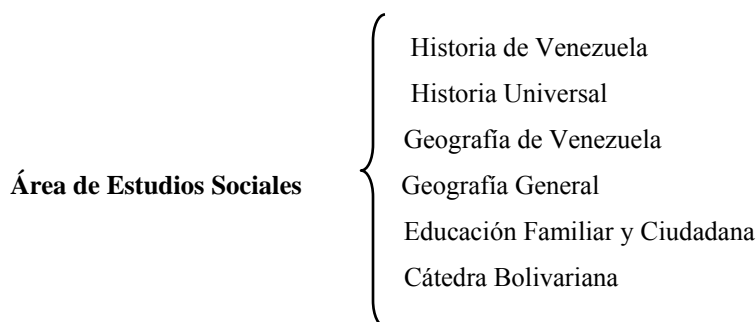 Historia de Venezuela
Historia Universal
Geografía de Venezuela
Área de Estudios Sociales
Geografía General
Educación Familiar y Ciudadana
Cátedra Bolivariana